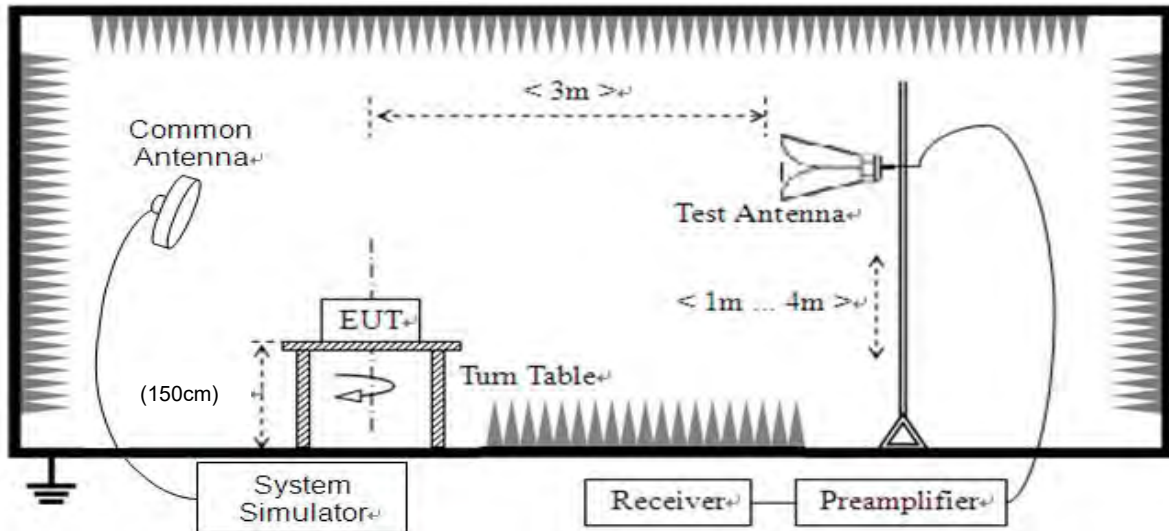 < 3m >↵
Common
Antenna↵
Test Antenna↵
< 1m ... 4m >↵
EUT↵
Turn Table↵
(150cm)
System
Simulator↵
Receiver↵
Preamplifier↵